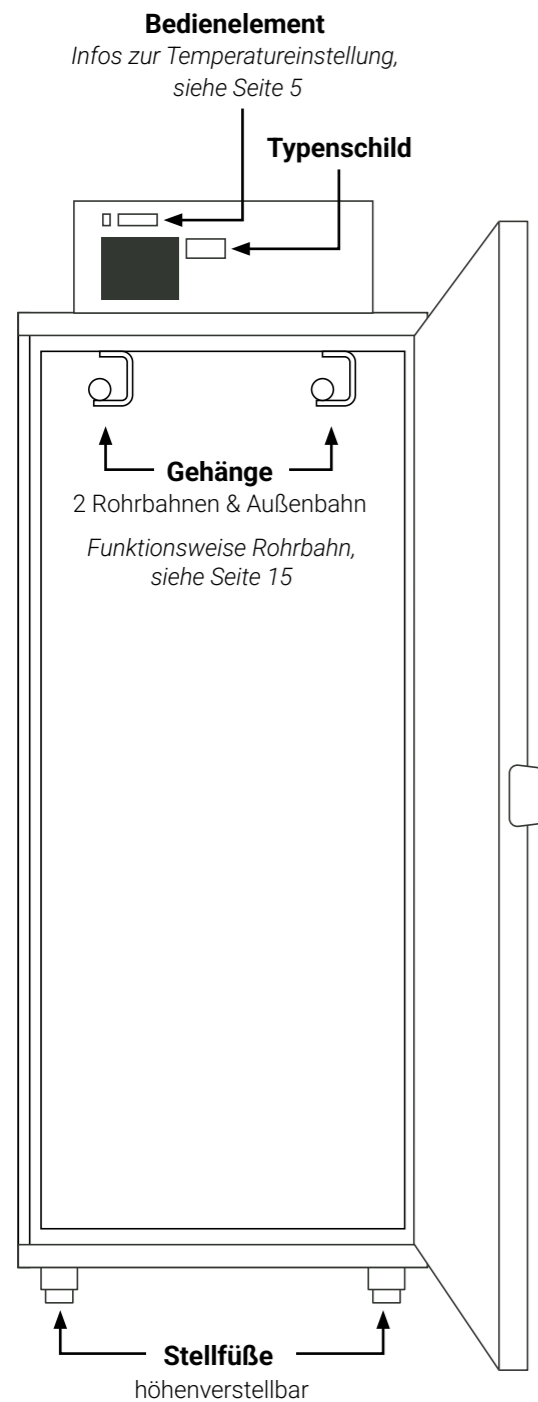 Bedienelement
Infos zur Temperatureinstellung,
siehe Seite 5
Typenschild
Gehänge
2 Rohrbahnen & Außenbahn
Funktionsweise Rohrbahn,
siehe Seite 15
Stellfüße
höhenverstellbar